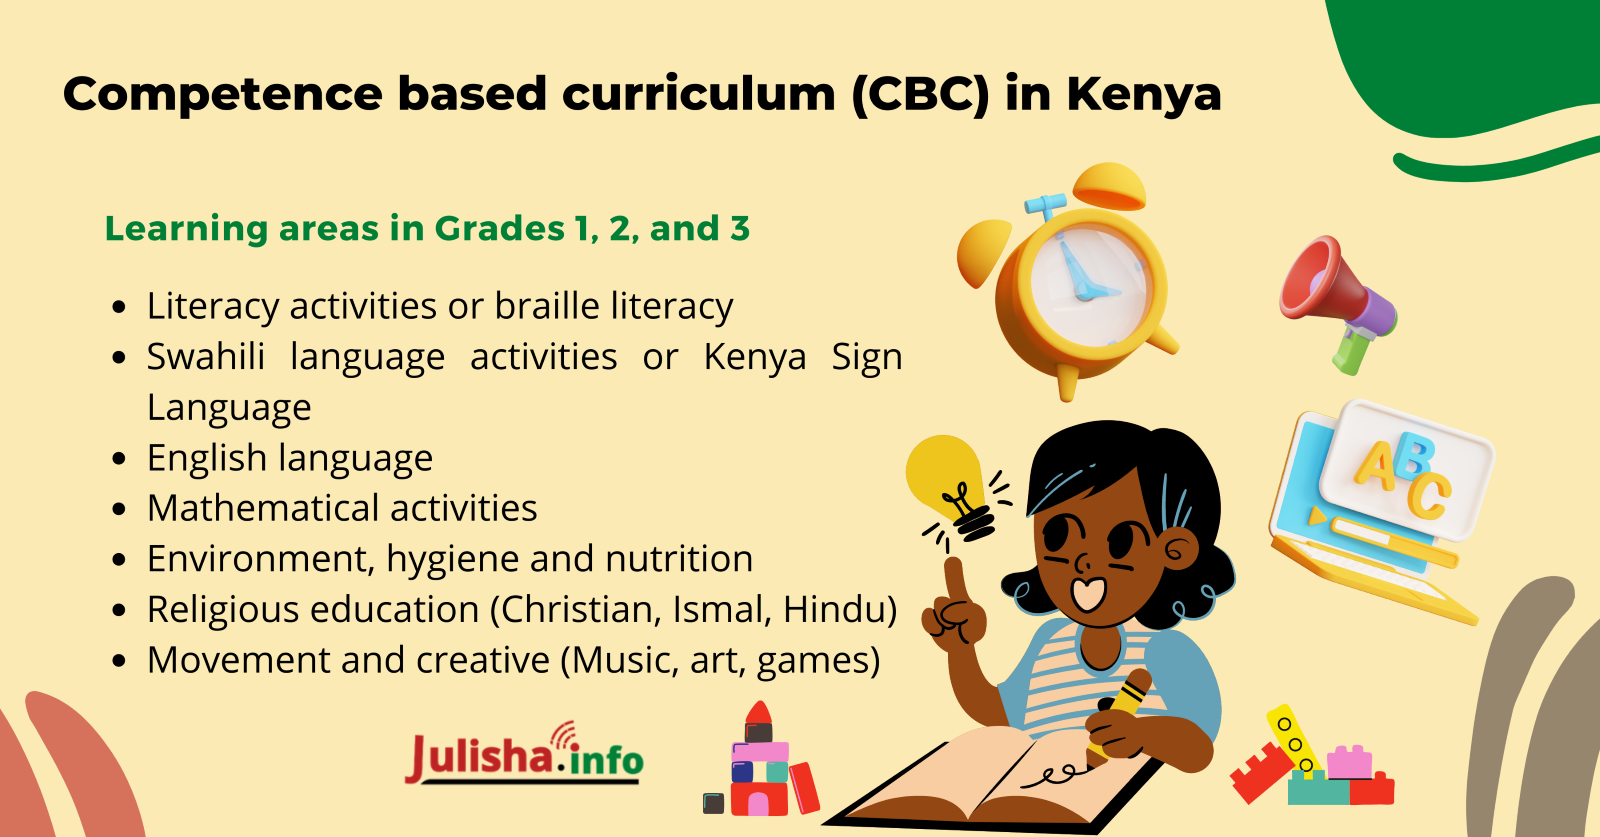 Competence based curriculum (CBC) in Kenya
Learning areas in Grades 1, 2, and 3
• Literacy activities or braille literacy
• Swahili language activities or Kenya Sign
Language
• English language
• Mathematical activities
• Environment, hygiene and nutrition
• Religious education (Christian, Ismal, Hindu)
• Movement and creative (Music, art, games)
Julisha.info
ABC